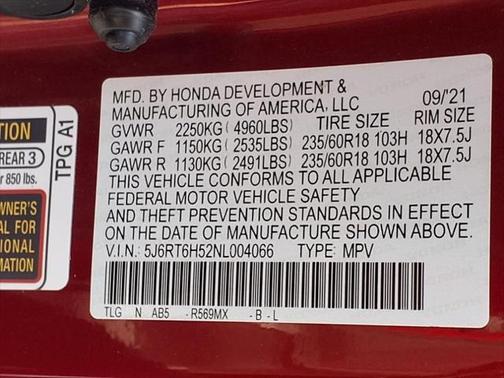 MFD. BY HONDA DEVELOPMENT &
MANUFACTURING OF AMERICA, LLC 09/21
GVWR 2250KG( 4960LBS) TIRE SIZE RIM SIZE
GAWR F 1150KG( 2535LBS) 235/60R18 103H 18X7.5J
GAWR R 1130KG( 2491LBS) 235/60R18 103H 18X7.5J
THIS VEHICLE CONFORMS TO ALL APPLICABLE
FEDERAL MOTOR VEHICLE SAFETY
AND THEFT PREVENTION STANDARDS IN EFFECT
ON THE DATE OF MANUFACTURE SHOWN ABOVE.
V.I.N.: 5J6RT6H52NL004066 TYPE: MPV
TLG N AB5 - R569MX - B - L
TION
REAR 3
r 850 lbs.
TPG A1
WNER'S
AL FOR
IONAL
MATION